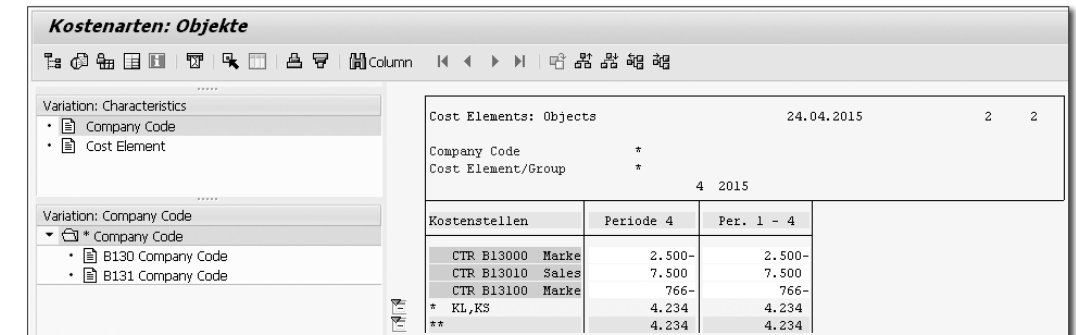 Kostenarten: Objekte
Column
Variation: Characteristics
Company Code
Cost Element
Variation: Company Code
* Company Code
B130 Company Code
B131 Company Code
Cost Elements: Objects 24.04.2015 2 2
Company Code *
Cost Element/Group *
4 2015
Kostenstellen Periode 4 Per. 1 - 4
CTR B13000 Marke 2.500- 2.500-
CTR B13010 Sales 7.500 7.500
CTR B13100 Marke 766- 766-
* KL,KS 4.234 4.234
** 4.234 4.234